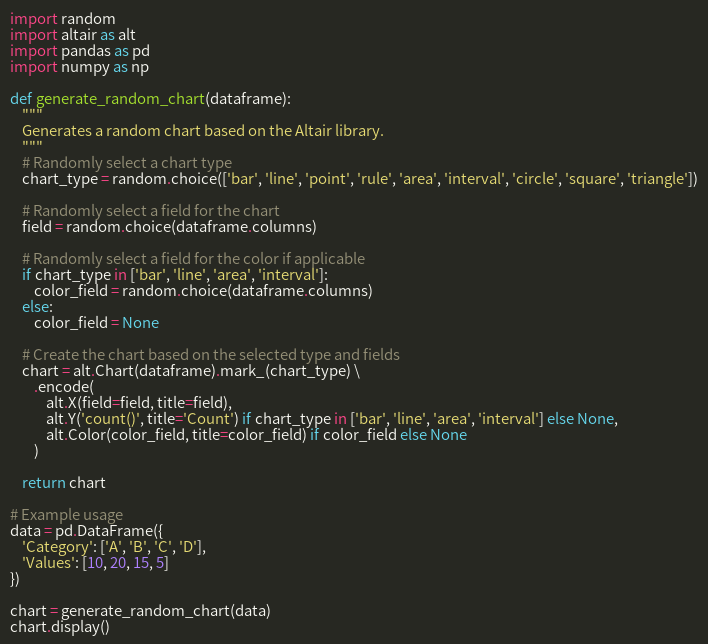 import random
import altair as alt
import pandas as pd
import numpy as np

def generate_random_chart(dataframe):
    """
    Generates a random chart based on the Altair library.
    """
    # Randomly select a chart type
    chart_type = random.choice(['bar', 'line', 'point', 'rule', 'area', 'interval', 'circle', 'square', 'triangle'])

    # Randomly select a field for the chart
    field = random.choice(dataframe.columns)

    # Randomly select a field for the color if applicable
    if chart_type in ['bar', 'line', 'area', 'interval']:
        color_field = random.choice(dataframe.columns)
    else:
        color_field = None

    # Create the chart based on the selected type and fields
    chart = alt.Chart(dataframe).mark_(chart_type) \
        .encode(
            alt.X(field=field, title=field),
            alt.Y('count()', title='Count') if chart_type in ['bar', 'line', 'area', 'interval'] else None,
            alt.Color(color_field, title=color_field) if color_field else None
        )

    return chart

# Example usage
data = pd.DataFrame({
    'Category': ['A', 'B', 'C', 'D'],
    'Values': [10, 20, 15, 5]
})

chart = generate_random_chart(data)
chart.display()